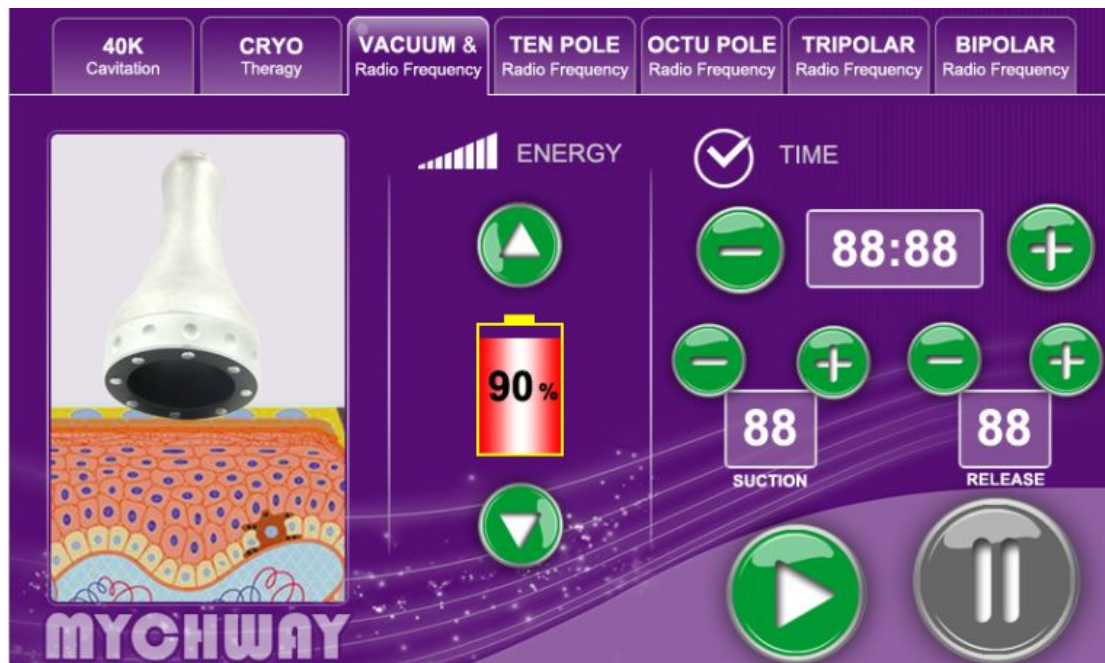 40K
Cavitation
CRYO
Theragy
VACUUM &
Radio Frequency
TEN POLE
Radio Frequency
OCTU POLE
Radio Frequency
TRIPOLAR
Radio Frequency
BIPOLAR
Radio Frequency
ENERGY
TIME
88:88
90 %
88
88
SUCTION
RELEASE
MYCHWAY